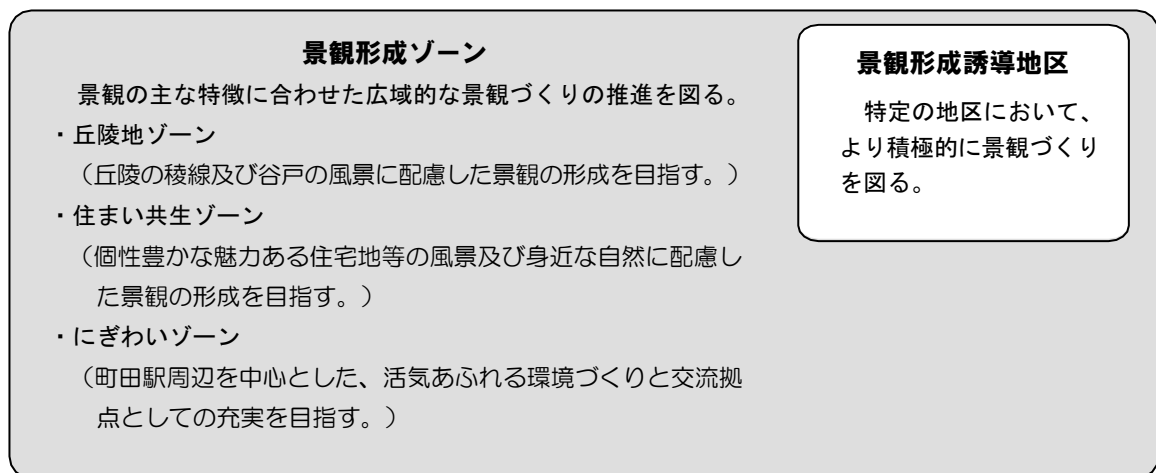 景観形成ゾーン
景観の主な特徴に合わせた広域的な景観づくりの推進を図る。
・丘陵地ゾーン
（丘陵の稜線及び谷戸の風景に配慮した景観の形成を目指す。）
・住まい共生ゾーン
（個性豊かな魅力ある住宅地等の風景及び身近な自然に配慮し
た景観の形成を目指す。）
・にぎわいゾーン
（町田駅周辺を中心とした、活気あふれる環境づくりと交流拠
点としての充実を目指す。）
景観形成誘導地区
特定の地区において、
より積極的に景観づくり
を図る。